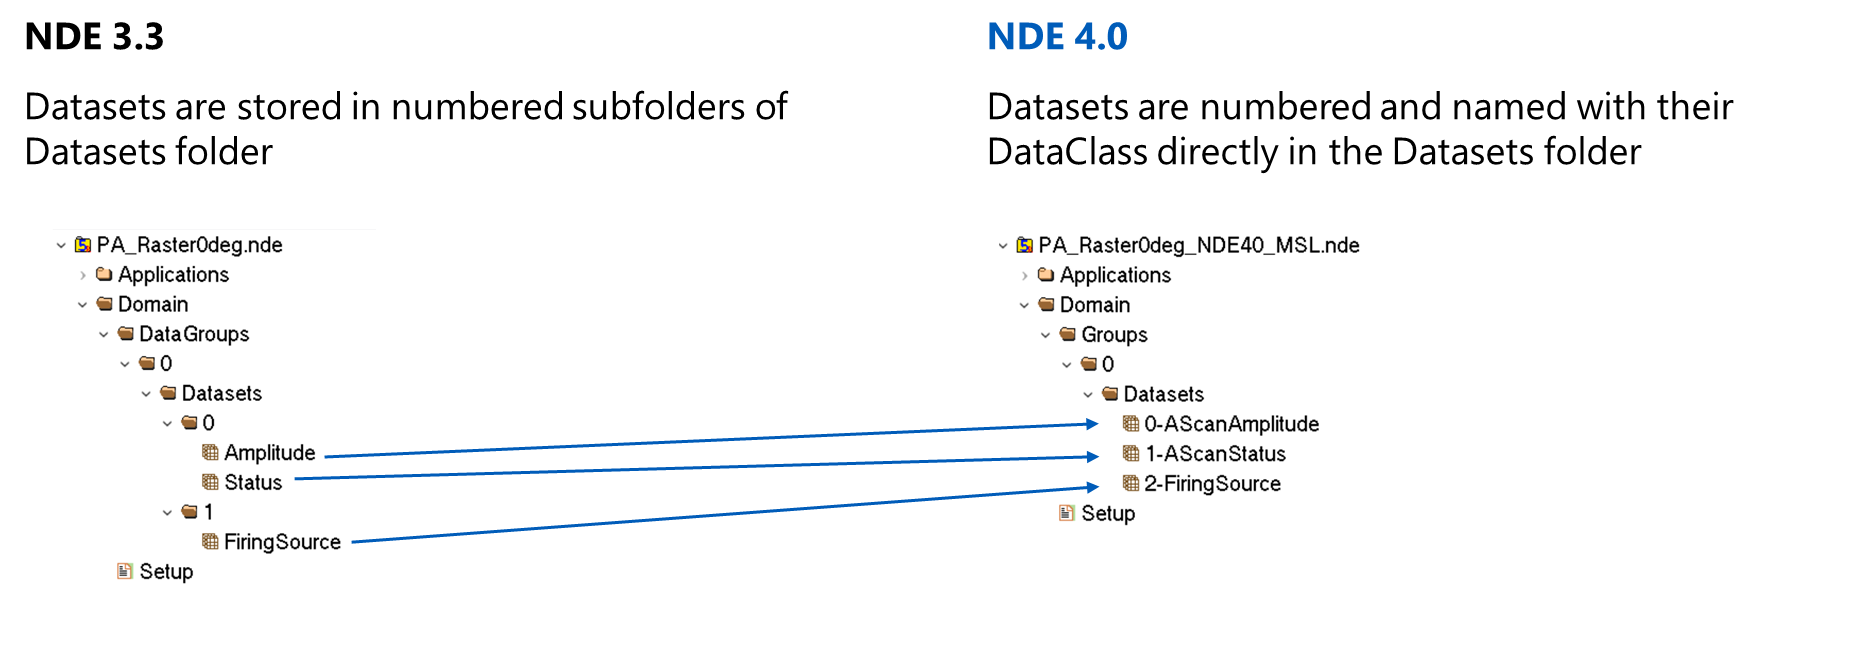 NDE 3.3
Datasets are stored in numbered subfolders of
Datasets folder
PA_Raster0deg.nde
Applications
Domain
DataGroups
0
Datasets
0
Amplitude
Status
1
FiringSource
Setup
NDE 4.0
Datasets are numbered and named with their
DataClass directly in the Datasets folder
PA_Raster0deg_NDE40_MSL.nde
Applications
Domain
Groups
0
Datasets
0-AScanAmplitude
1-AScanStatus
2-FiringSource
Setup